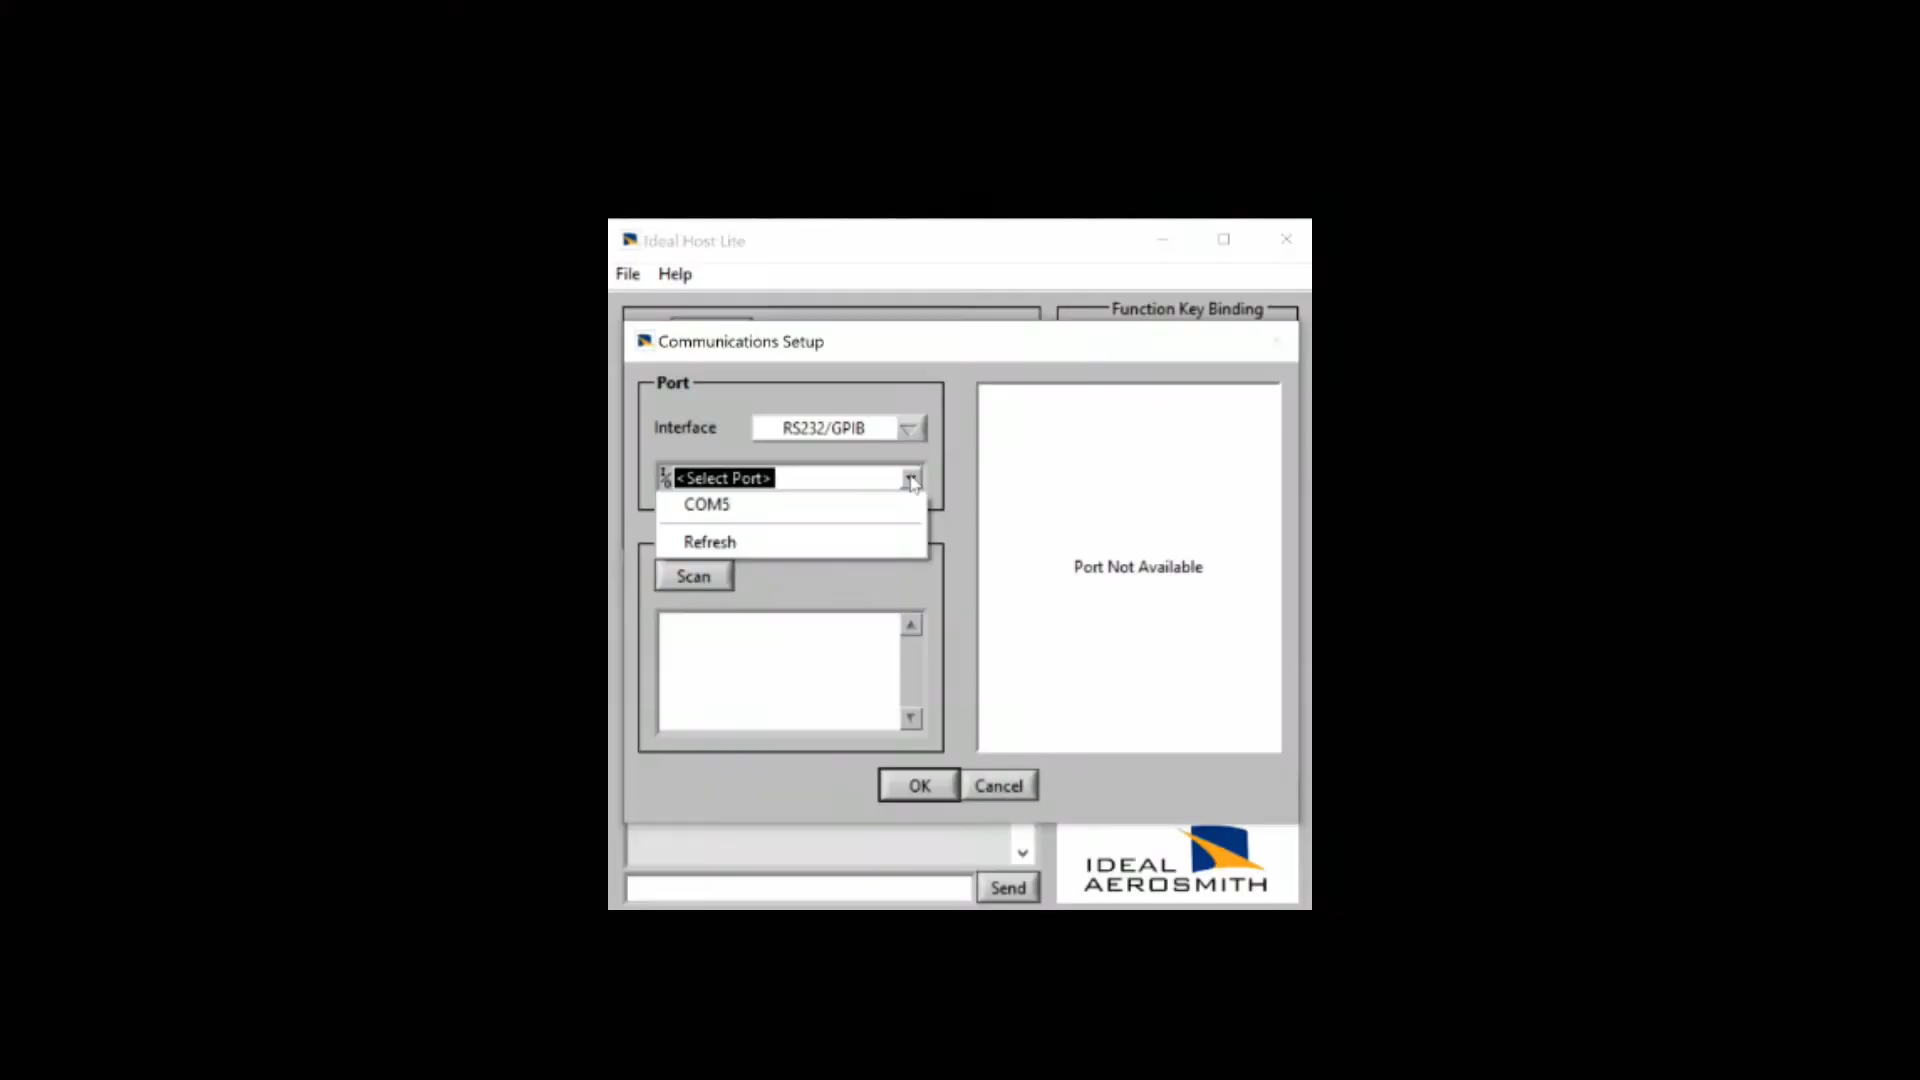 Ideal Host Lite
File Help
Function Key Binding
Communications Setup
Port
Interface RS232/GPIB
I/O <Select Port>
COM5
Refresh
Scan
Port Not Available
OK Cancel
Send
IDEAL
AEROSMITH